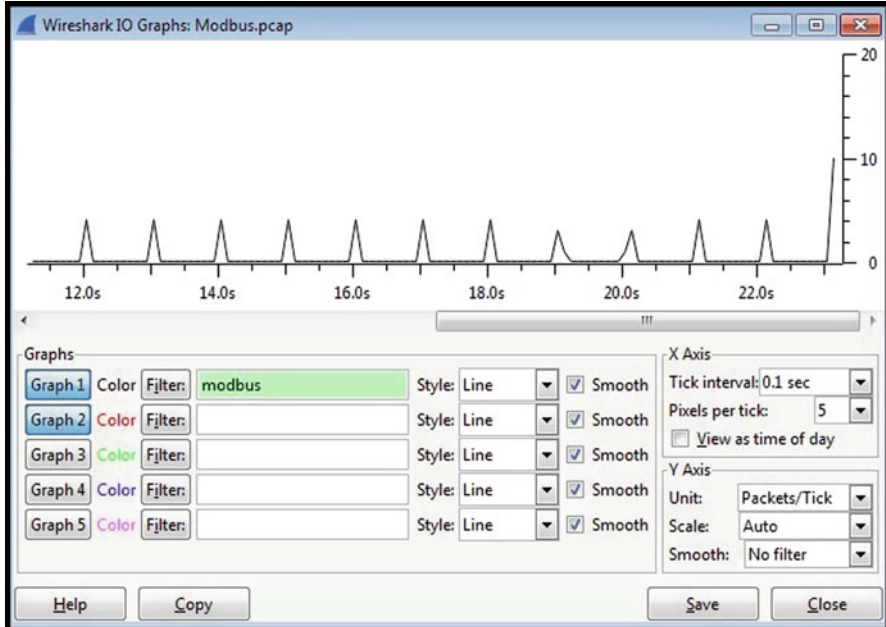 Wireshark IO Graphs: Modbus.pcap
20
10
0
12.0s 14.0s 16.0s 18.0s 20.0s 22.0s
Graphs
Graph 1 Color Filter: modbus Style: Line Smooth
Graph 2 Color Filter: Style: Line Smooth
Graph 3 Color Filter: Style: Line Smooth
Graph 4 Color Filter: Style: Line Smooth
Graph 5 Color Filter: Style: Line Smooth
X Axis
Tick interval: 0.1 sec
Pixels per tick: 5
View as time of day
Y Axis
Unit: Packets/Tick
Scale: Auto
Smooth: No filter
Help Copy Save Close